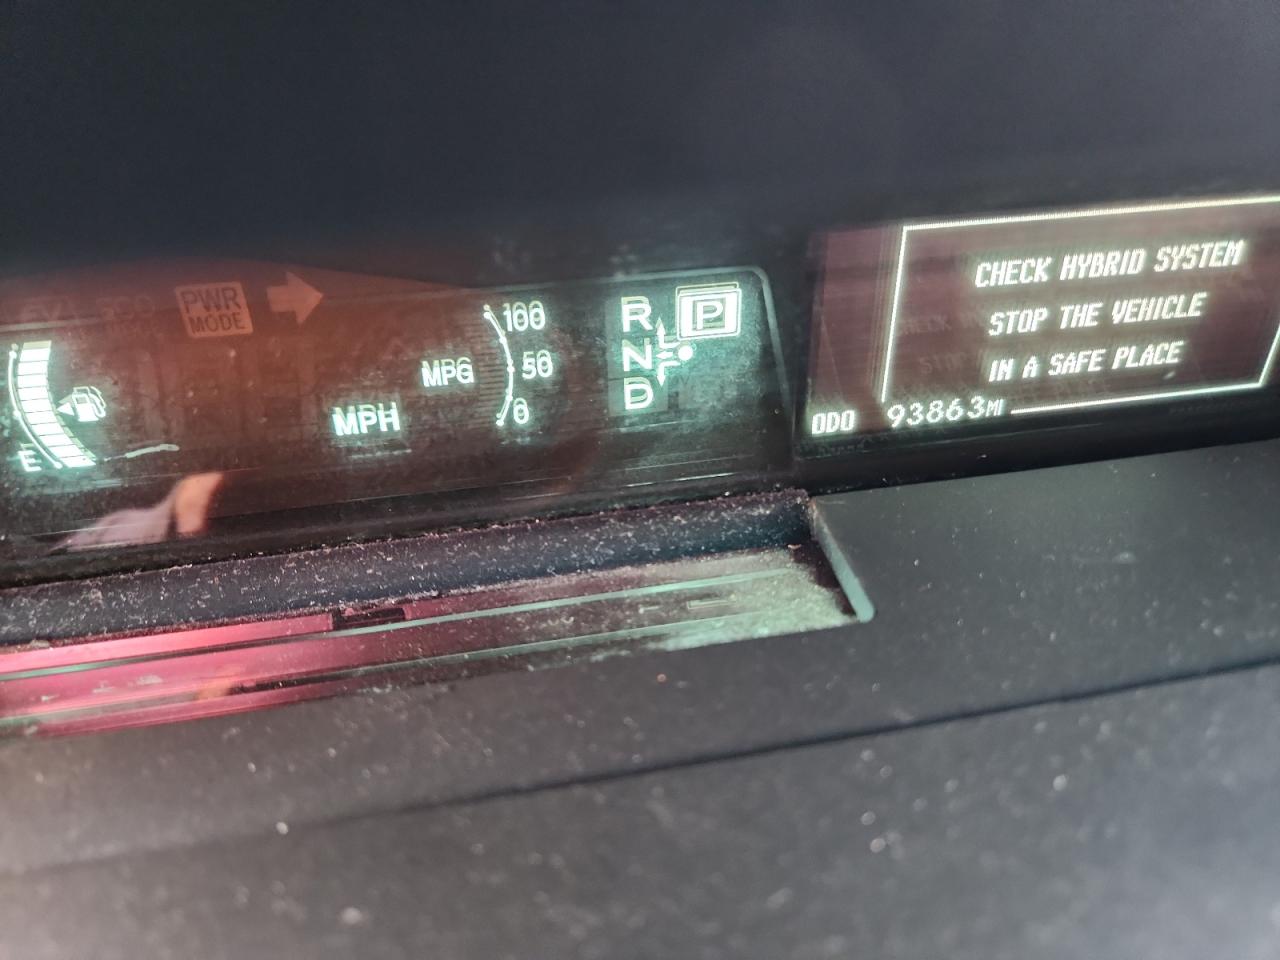 PWR
MODE
100
MPG
50
MPH
0
E
R
P
N
D
CHECK HYBRID SYSTEM
STOP THE VEHICLE
IN A SAFE PLACE
ODO 93863MI